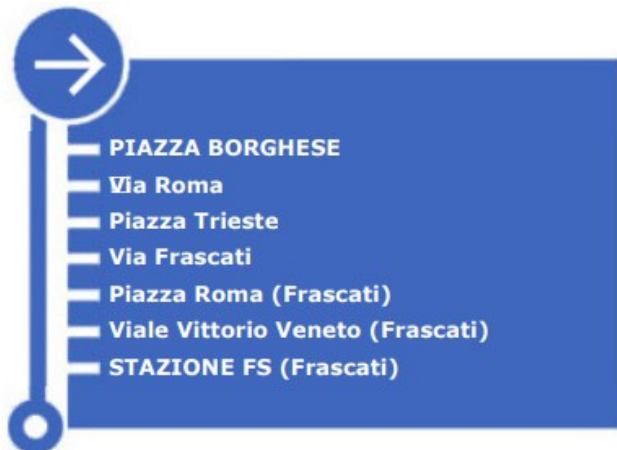 PIAZZA BORGHESE
Via Roma
Piazza Trieste
Via Frascati
Piazza Roma (Frascati)
Viale Vittorio Veneto (Frascati)
STAZIONE FS (Frascati)